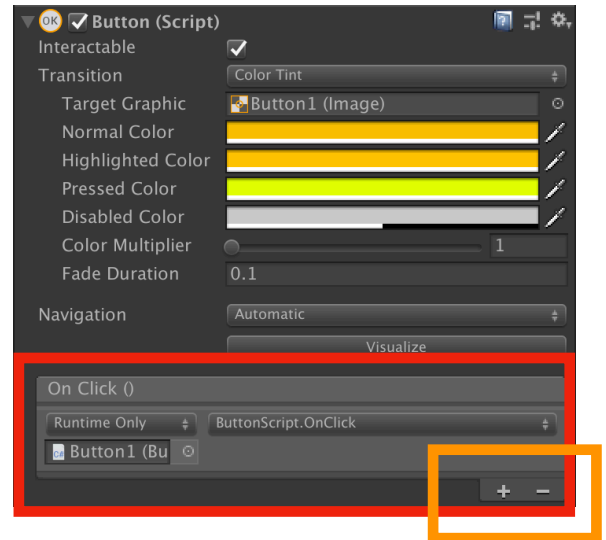 OK Button (Script)
Interactable
Transition Color Tint
Target Graphic Button1 (Image)
Normal Color
Highlighted Color
Pressed Color
Disabled Color
Color Multiplier 1
Fade Duration 0.1
Navigation Automatic
Visualize
On Click ()
Runtime Only ButtonScript.OnClick
C# Button1 (Bu
+ −